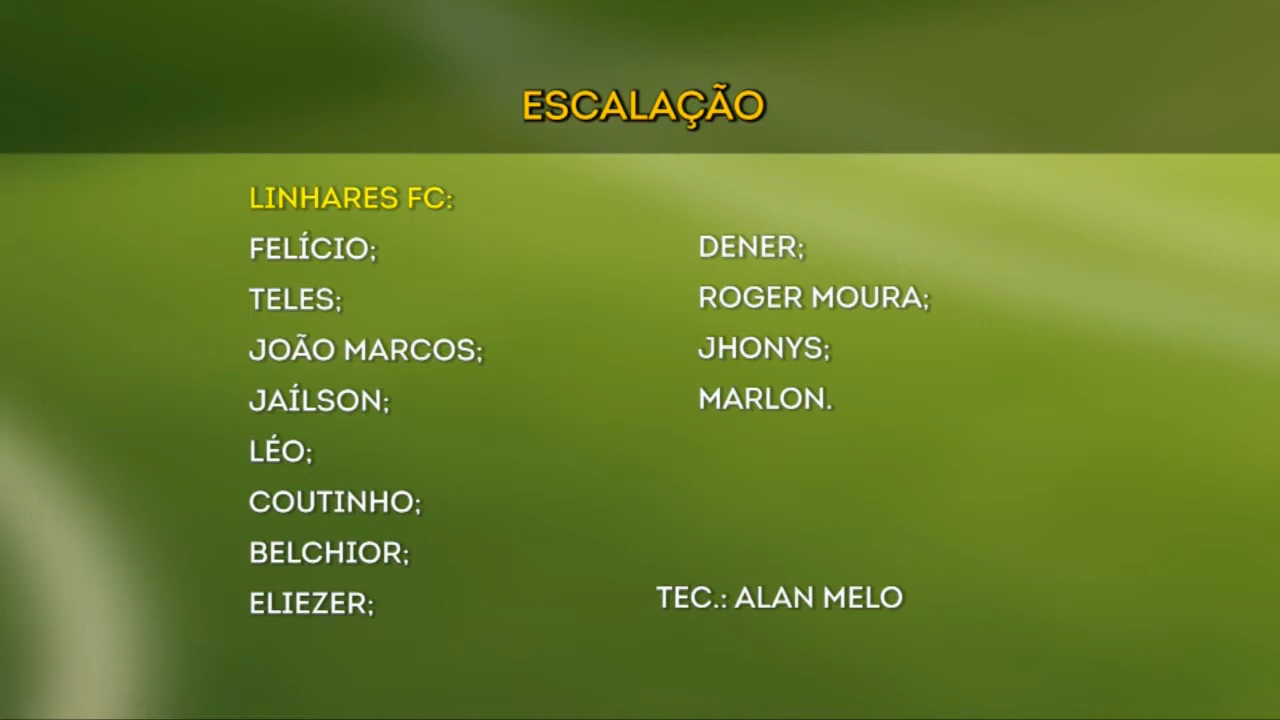 ESCALAÇÃO
LINHARES FC:
FELÍCIO;
TELES;
JOÃO MARCOS;
JAÍLSON;
LÉO;
COUTINHO;
BELCHIOR;
ELIEZER;
DENER;
ROGER MOURA;
JHONYS;
MARLON.
TEC.: ALAN MELO